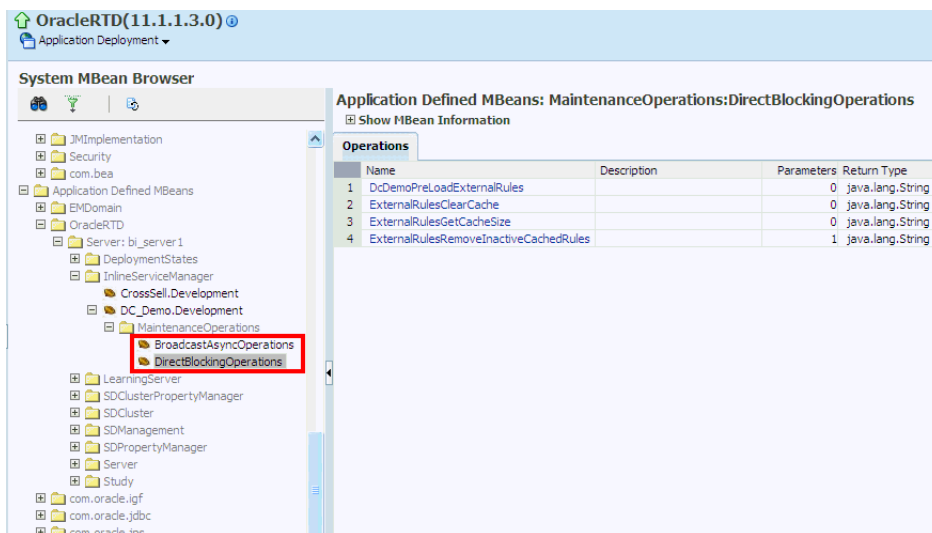 OracleRTD(11.1.1.3.0)
Application Deployment
System MBean Browser
JMImplementation
Security
com.bea
Application Defined MBeans
EMDomain
OracleRTD
Server: bi_server1
DeploymentStates
InlineServiceManager
CrossSell.Development
DC_Demo.Development
MaintenanceOperations
BroadcastAsyncOperations
DirectBlockingOperations
LearningServer
SDClusterPropertyManager
SDCluster
SDManagement
SDPropertyManager
Server
Study
com.oracle.igf
com.oracle.jdbc
com.oracle.jps
Application Defined MBeans: MaintenanceOperations:DirectBlockingOperations
Show MBean Information
Operations
Name Description Parameters Return Type
1 DcDemoPreLoadExternalRules 0 java.lang.String
2 ExternalRulesClearCache 0 java.lang.String
3 ExternalRulesGetCacheSize 0 java.lang.String
4 ExternalRulesRemoveInactiveCachedRules 1 java.lang.String